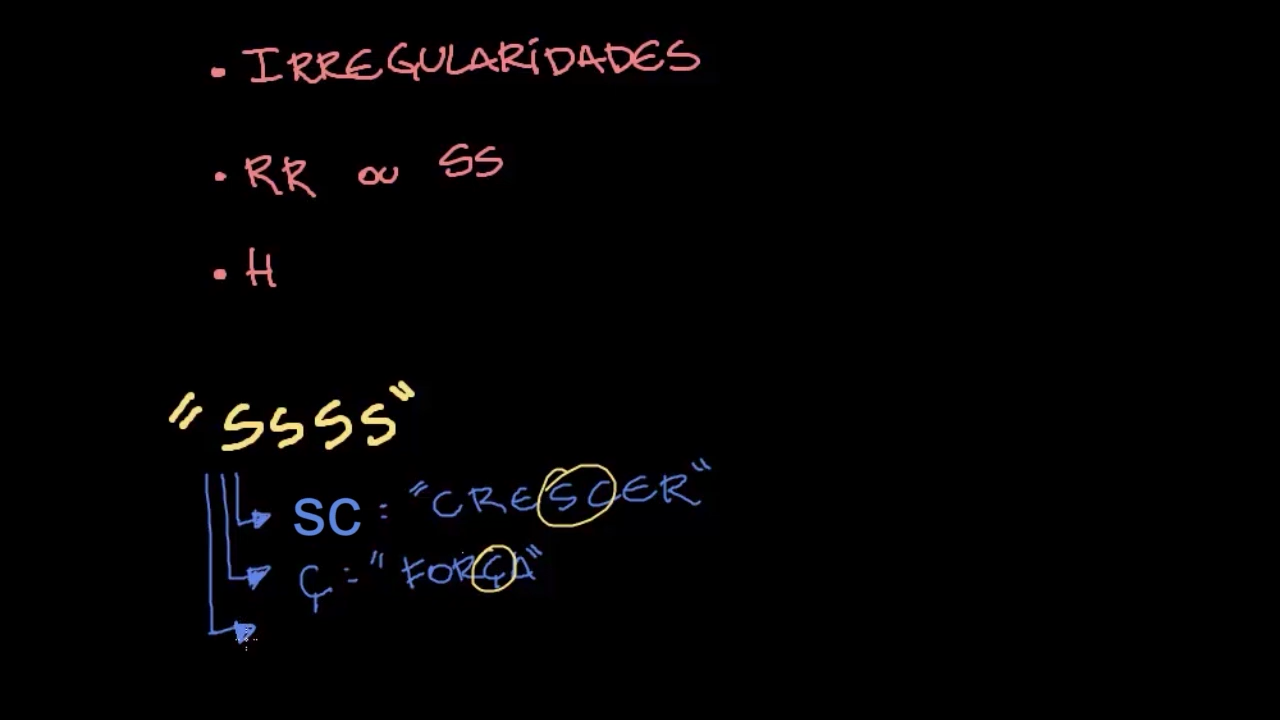 • IRREGULARIDADES
• RR ou SS
• H
"SSSS"
SC = "CRESCER"
Ç = "FORÇA"